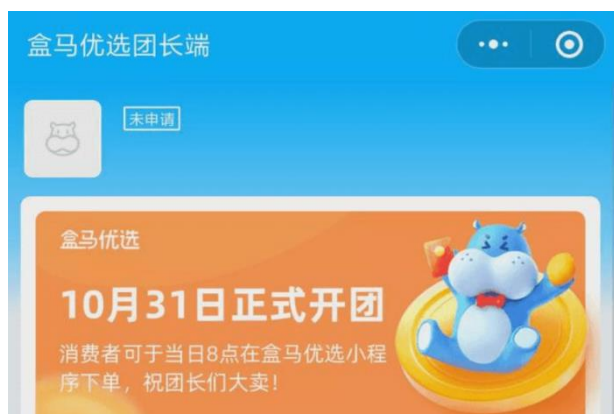 盒马优选团长端
未申请
盒马优选
10月31日正式开团
消费者可于当日8点在盒马优选小程
序下单，祝团长们大卖！